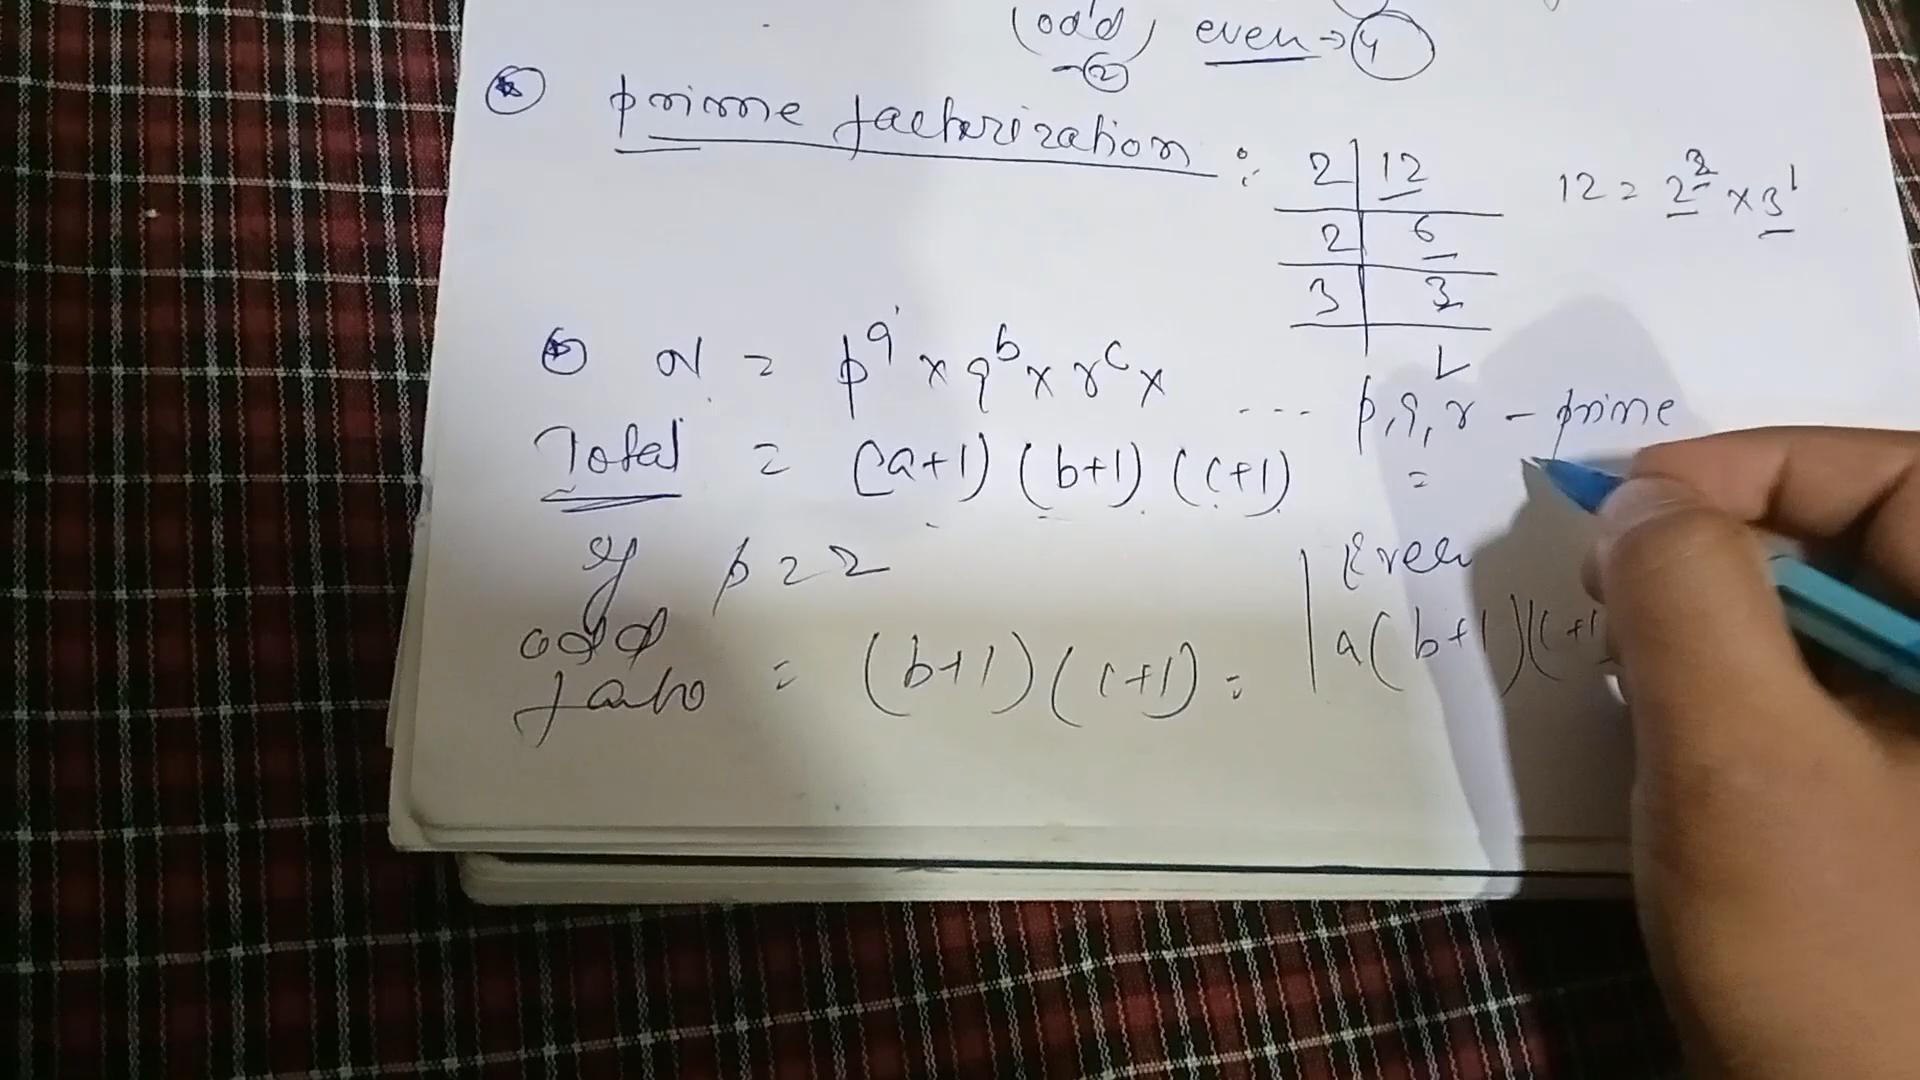 (odd) even → 4
- 2
prime factorization :
2 | 12
2 | 6
3 | 3
1
12 = 2² × 3¹
N = p^a × q^b × r^c × .... p, q, r - prime
Total = (a+1) (b+1) (c+1) =
If p = 2
Even
odd = (b+1) (c+1) = | a(b+1)(c+1